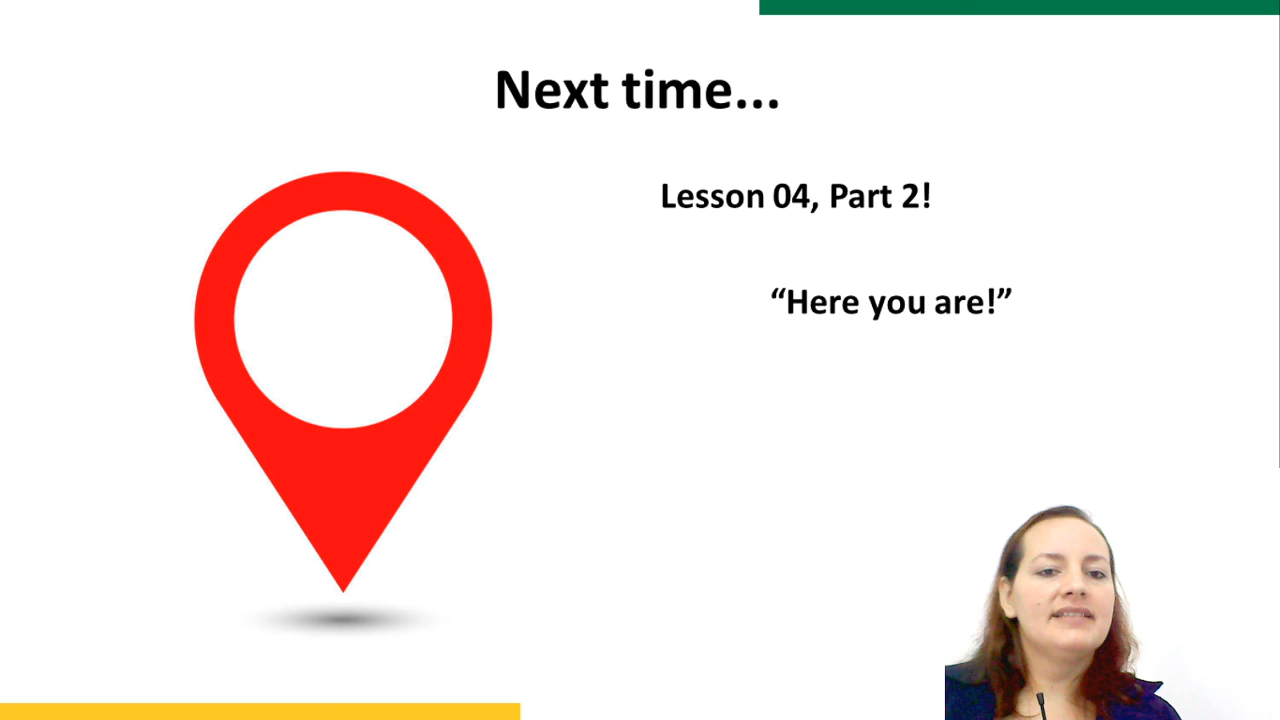 Next time...
Lesson 04, Part 2!
“Here you are!”